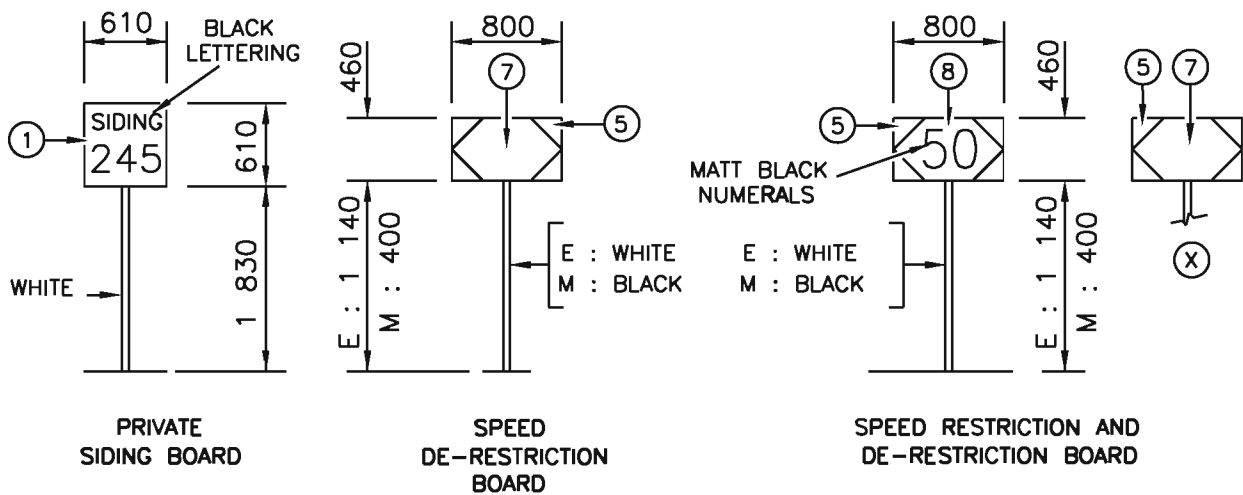 610
BLACK
LETTERING
1
SIDING
245
610
1 830
WHITE
PRIVATE
SIDING BOARD
800
460
7
5
E : 1 140
M : 400
E : WHITE
M : BLACK
SPEED
DE-RESTRICTION
BOARD
800
8
460
5
50
MATT BLACK
NUMERALS
E : WHITE
M : BLACK
E : 1 140
M : 400
5
7
X
SPEED RESTRICTION AND
DE-RESTRICTION BOARD